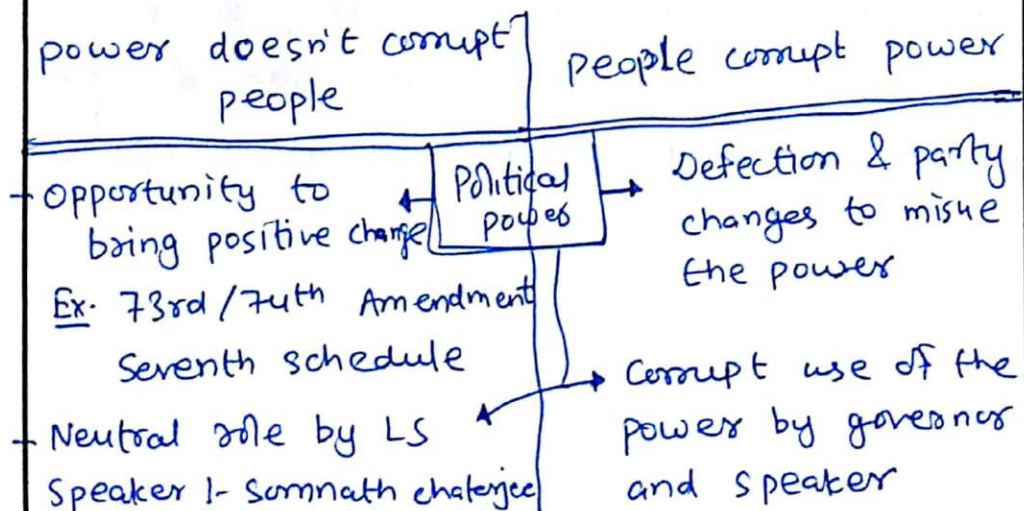 power doesn't corrupt
people
people corrupt power
Political
power
- Opportunity to
bring positive change
Ex. 73rd / 74th Amendment
Seventh schedule
- Neutral role by LS
Speaker :- Somnath chaterjee
Defection & party
changes to misue
the power
Corrupt use of the
power by governor
and speaker